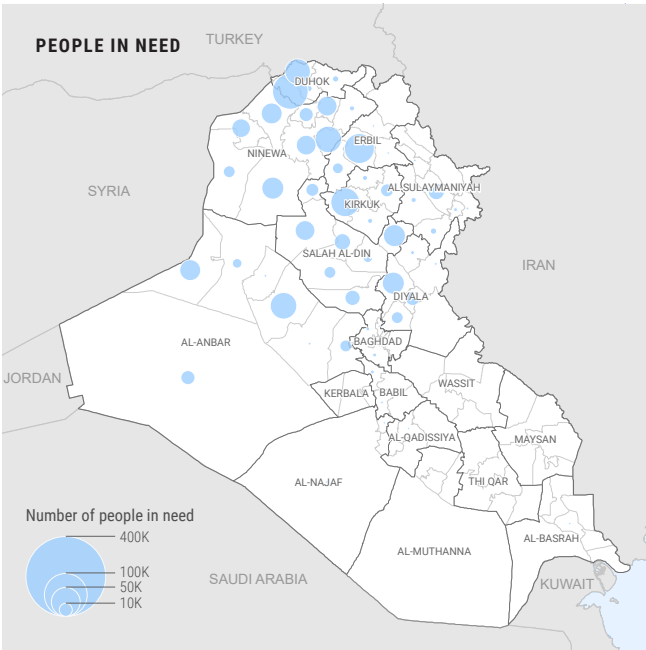 PEOPLE IN NEED
TURKEY
DUHOK
ERBIL
NINEWA
AL-SULAYMANIYAH
SYRIA
KIRKUK
SALAH AL-DIN
IRAN
DIYALA
AL-ANBAR
BAGHDAD
JORDAN
WASSIT
KERBALA
BABIL
AL-QADISSIYA
MAYSAN
AL-NAJAF
THI QAR
Number of people in need
400K
AL-BASRAH
AL-MUTHANNA
100K
SAUDI ARABIA
KUWAIT
50K
10K